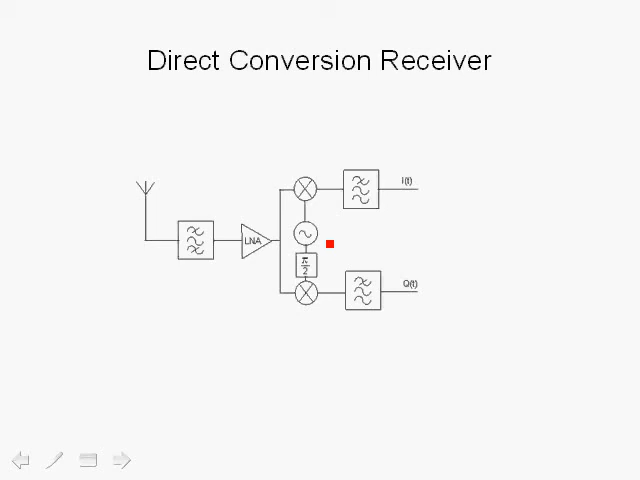 Direct Conversion Receiver
I(t)
LNA
π
2
Q(t)